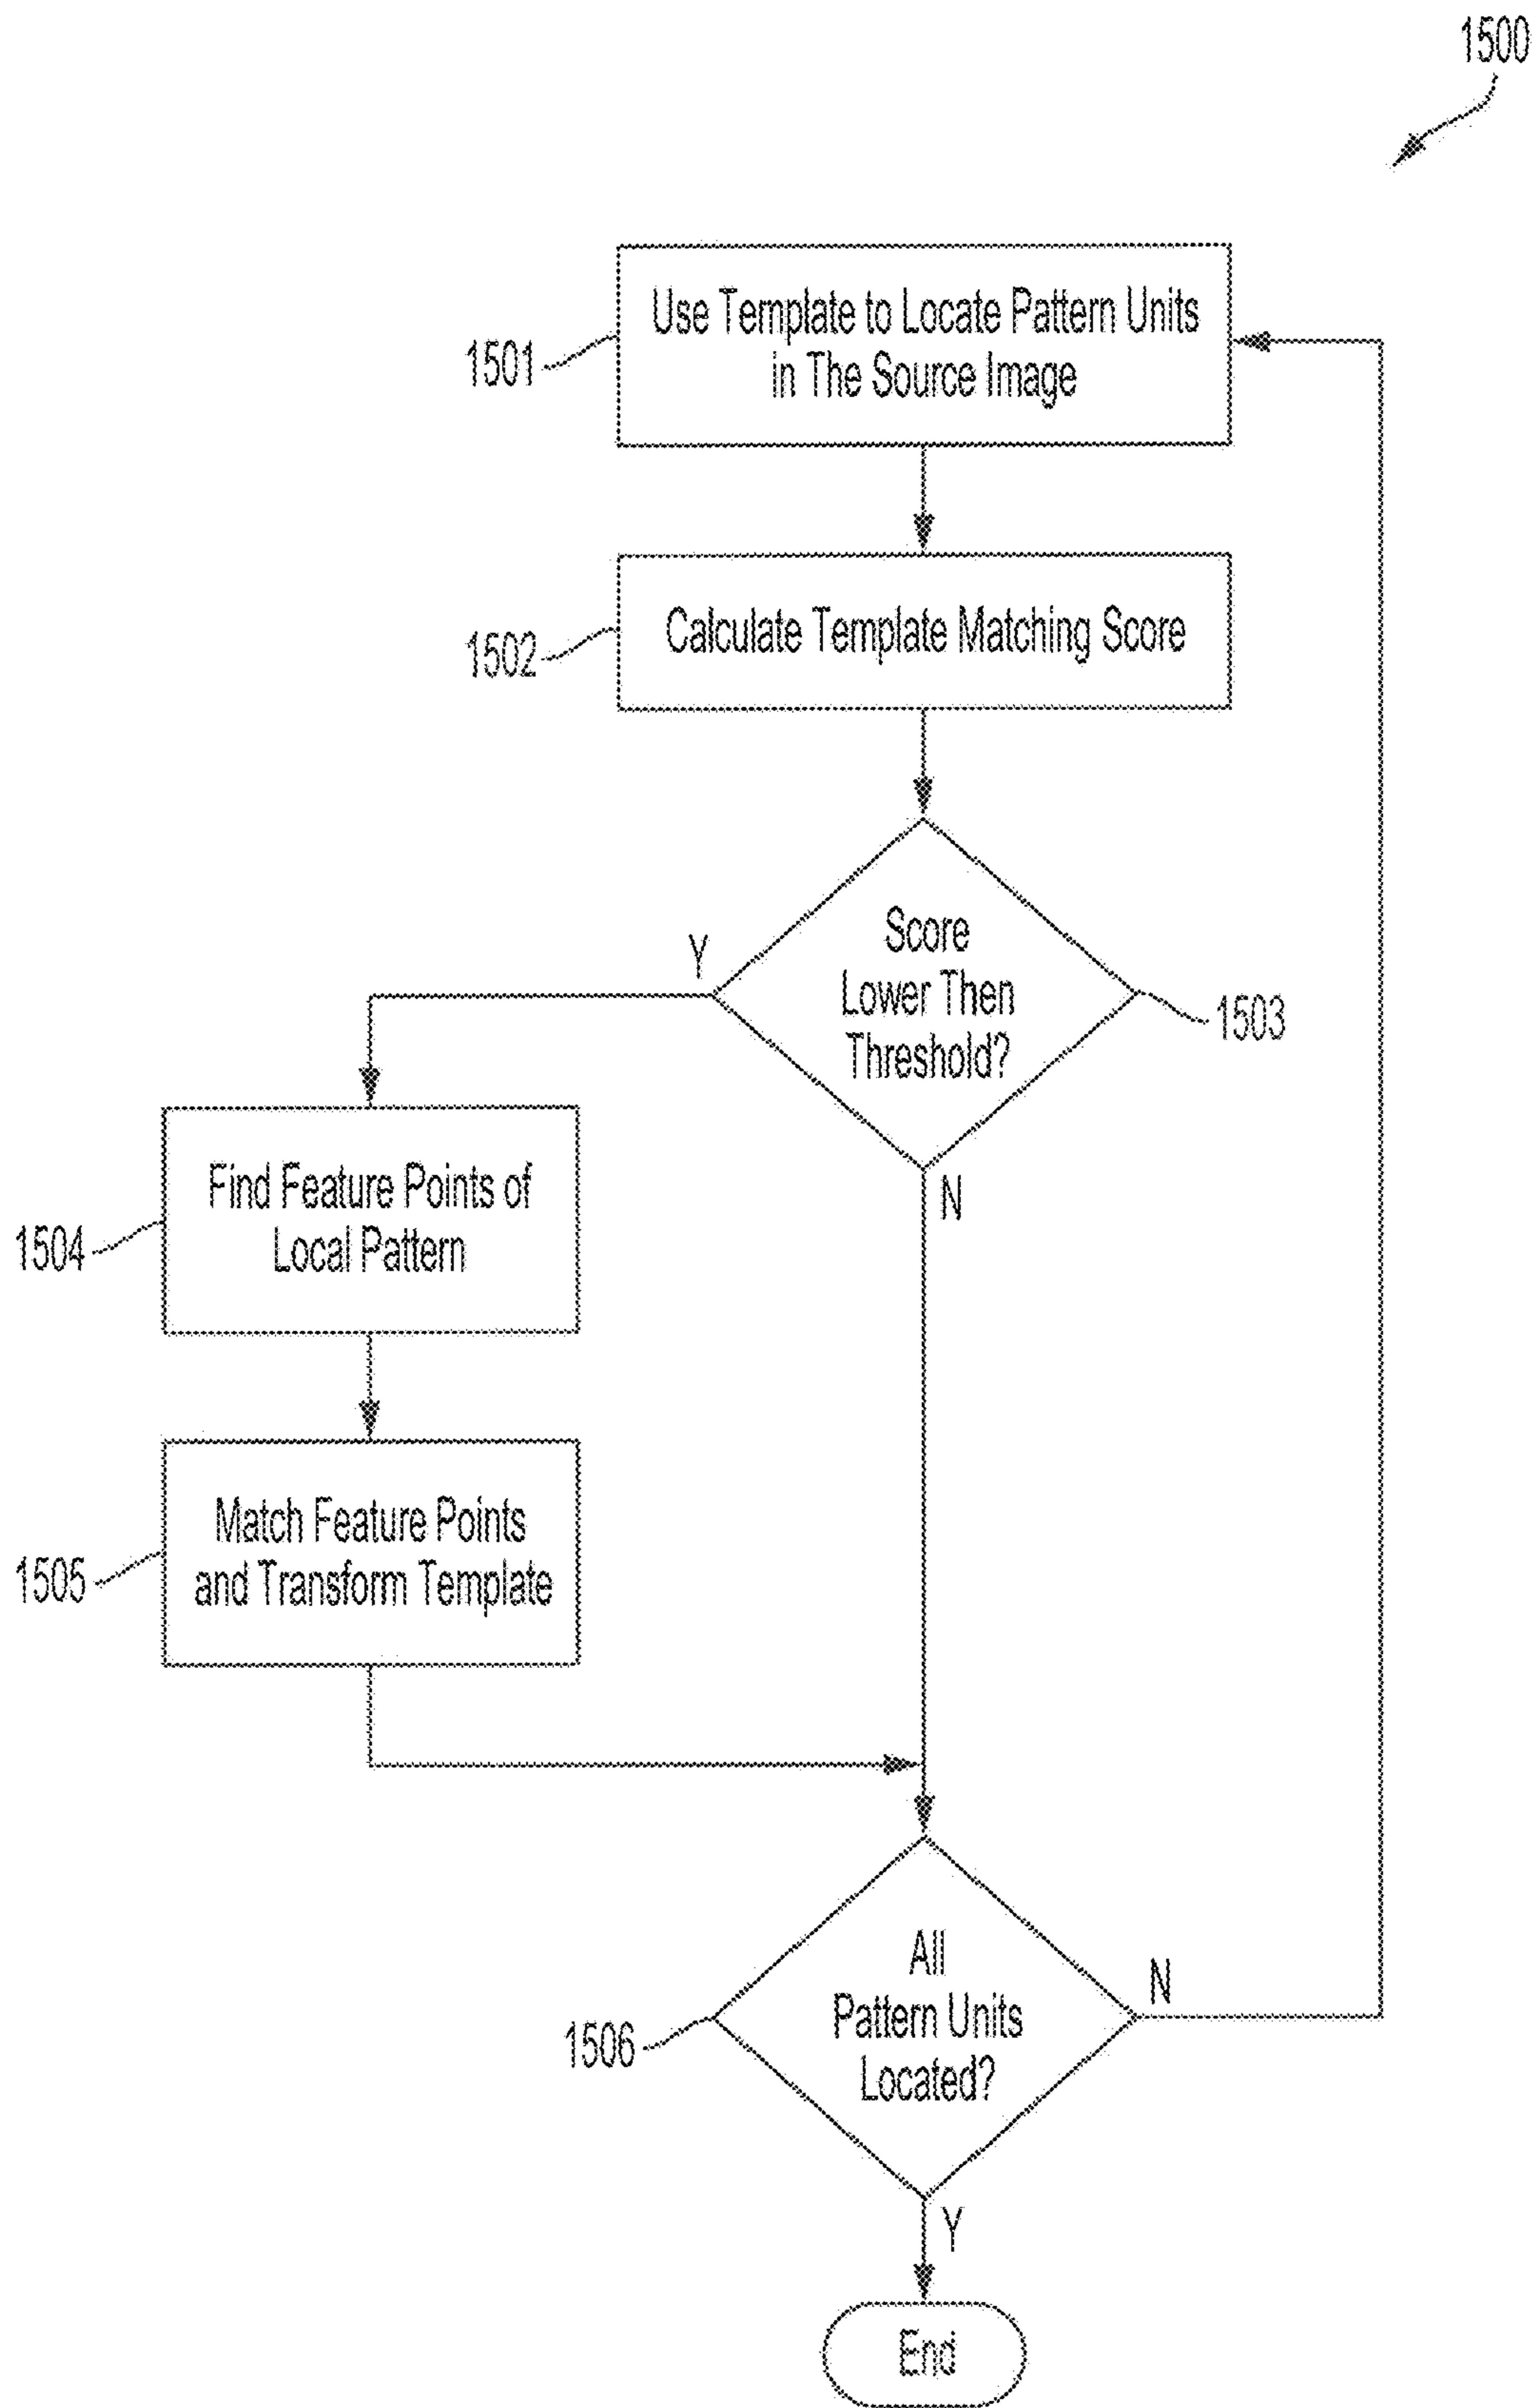 1500
Use Template to Locate Pattern Units
in The Source Image
1501
Calculate Template Matching Score
1502
Score
Lower Then
Threshold?
1503
Y
N
Find Feature Points of
Local Pattern
1504
Match Feature Points
and Transform Template
1505
All
Pattern Units
Located?
1506
N
Y
End